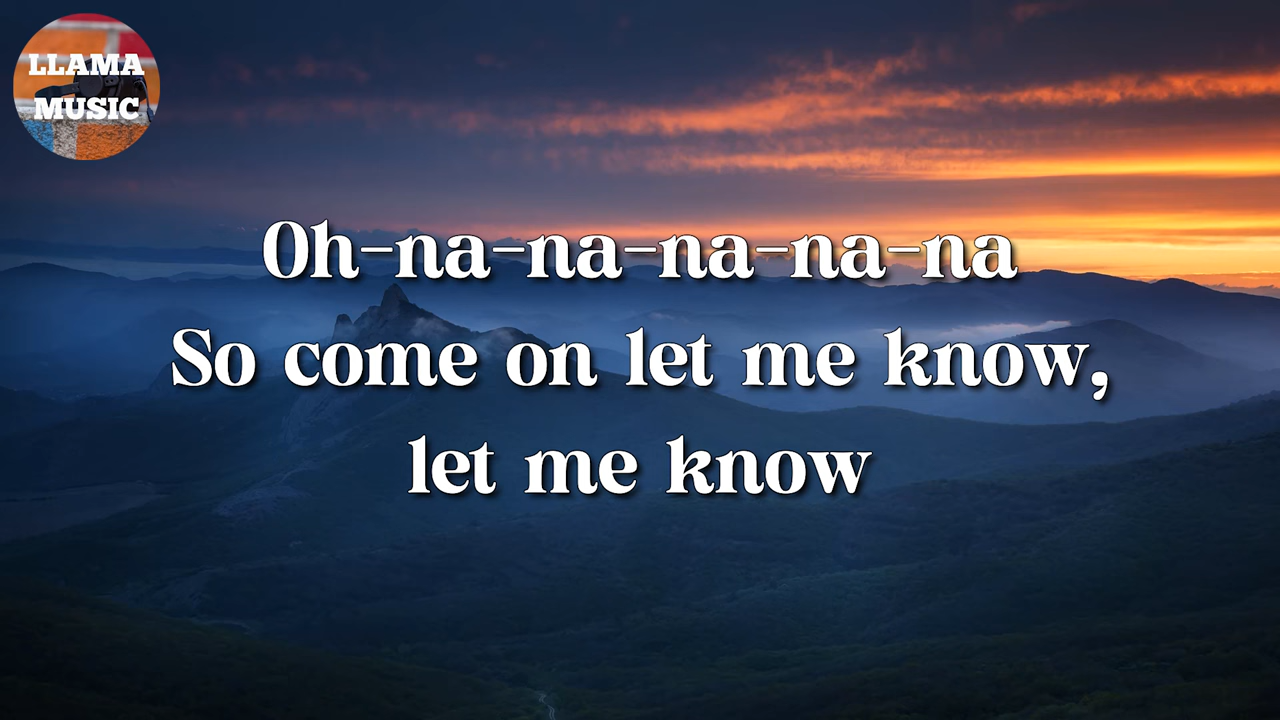 LLAMA
MUSIC
Oh-na-na-na-na-na
So come on let me know,
let me know